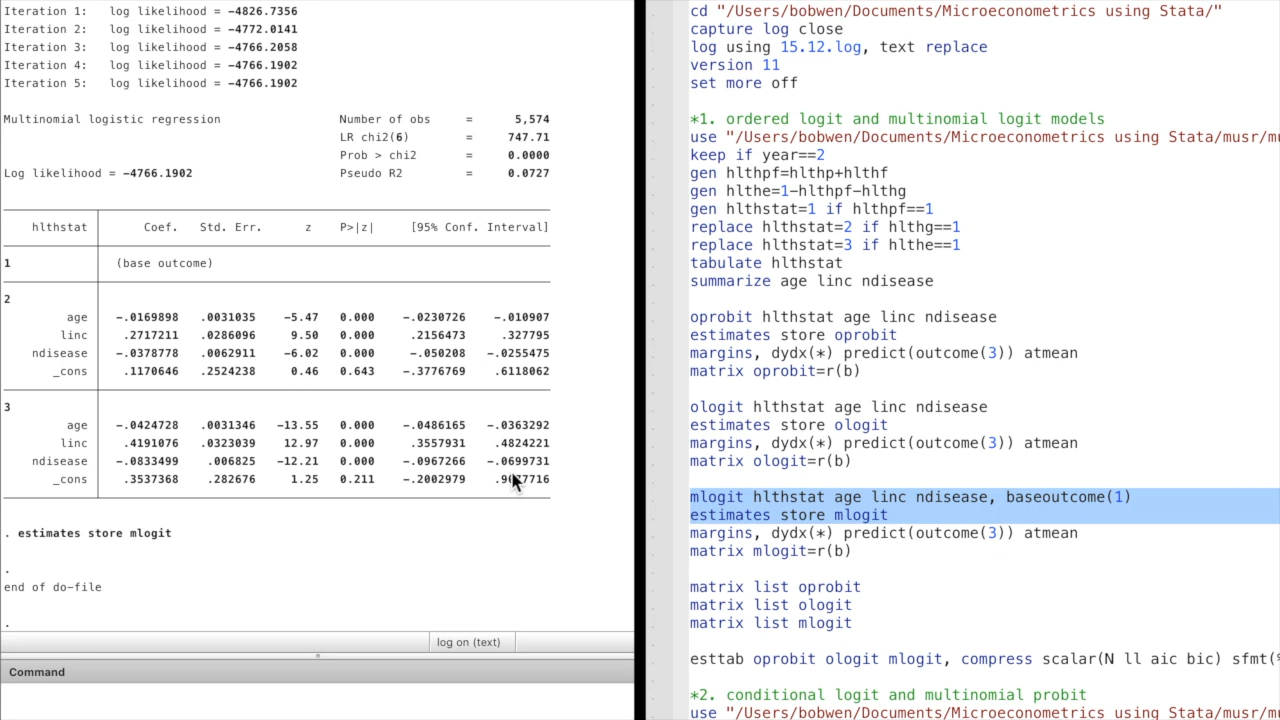 Iteration 1:   log likelihood = -4826.7356
Iteration 2:   log likelihood = -4772.0141
Iteration 3:   log likelihood = -4766.2058
Iteration 4:   log likelihood = -4766.1902
Iteration 5:   log likelihood = -4766.1902
Multinomial logistic regression Number of obs = 5,574
LR chi2(6) = 747.71
Prob > chi2 = 0.0000
Log likelihood = -4766.1902 Pseudo R2 = 0.0727
hlthstat Coef. Std. Err. z P>|z| [95% Conf. Interval]
1 (base outcome)
2
age -.0169898 .0031035 -5.47 0.000 -.0230726 -.010907
linc .2717211 .0286096 9.50 0.000 .2156473 .327795
ndisease -.0378778 .0062911 -6.02 0.000 -.050208 -.0255475
_cons .1170646 .2524238 0.46 0.643 -.3776769 .6118062
3
age -.0424728 .0031346 -13.55 0.000 -.0486165 -.0363292
linc .4191076 .0323039 12.97 0.000 .3557931 .4824221
ndisease -.0833499 .006825 -12.21 0.000 -.0967266 -.0699731
_cons .3537368 .282676 1.25 0.211 -.2002979
. estimates store mlogit
.
end of do-file
.
log on (text)
Command
cd "/Users/bobwen/Documents/Microeconometrics using Stata/"
capture log close
log using 15.12.log, text replace
version 11
set more off
*1. ordered logit and multinomial logit models
use "/Users/bobwen/Documents/Microeconometrics using Stata/musr/mu
keep if year==2
gen hlthpf=hlthp+hlthf
gen hlthe=1-hlthpf-hlthg
gen hlthstat=1 if hlthpf==1
replace hlthstat=2 if hlthg==1
replace hlthstat=3 if hlthe==1
tabulate hlthstat
summarize age linc ndisease
oprobit hlthstat age linc ndisease
estimates store oprobit
margins, dydx(*) predict(outcome(3)) atmean
matrix oprobit=r(b)
ologit hlthstat age linc ndisease
estimates store ologit
margins, dydx(*) predict(outcome(3)) atmean
matrix ologit=r(b)
mlogit hlthstat age linc ndisease, baseoutcome(1)
estimates store mlogit
margins, dydx(*) predict(outcome(3)) atmean
matrix mlogit=r(b)
matrix list oprobit
matrix list ologit
matrix list mlogit
esttab oprobit ologit mlogit, compress scalar(N ll aic bic) sfmt(%
*2. conditional logit and multinomial probit
use "/Users/bobwen/Documents/Microeconometrics using Stata/musr/mu